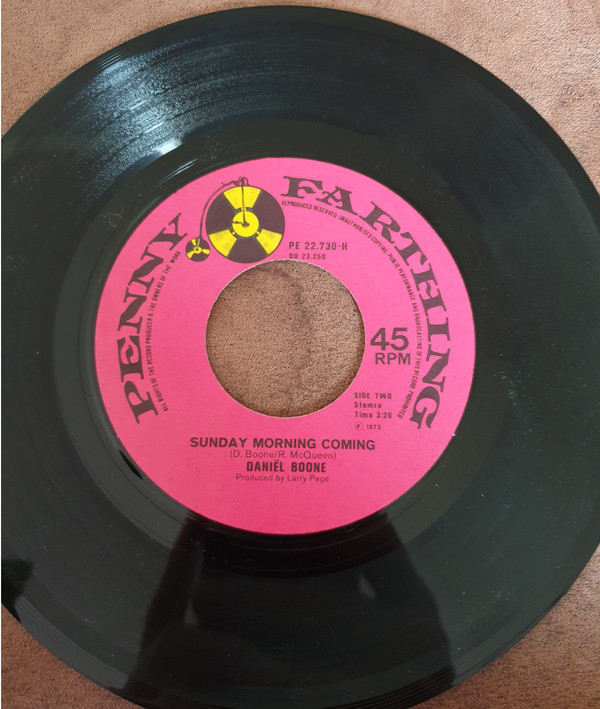 PENNY FARTHING
ALL RIGHTS OF THE RECORD PRODUCER & THE OWNERS OF THE WORK
REPRODUCED RESERVED. UNAUTHORISED COPYING, PUBLIC PERFORMANCE AND BROADCASTING OF THIS RECORD PROHIBITED
PE 22.730-H
DU 23.250
45
RPM
SIDE TWO
Stemra
Time 3:20
℗ 1973
SUNDAY MORNING COMING
(D. Boone/R. McQueen)
DANIËL BOONE
Produced by Larry Page